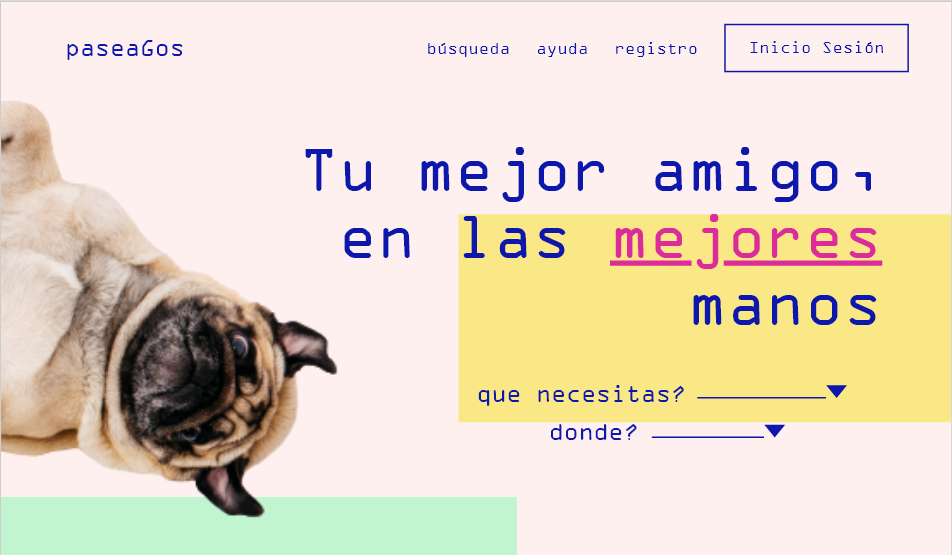 paseaGos
búsqueda ayuda registro Inicio Sesión
Tu mejor amigo,
en las mejores
manos
que necesitas?
donde?